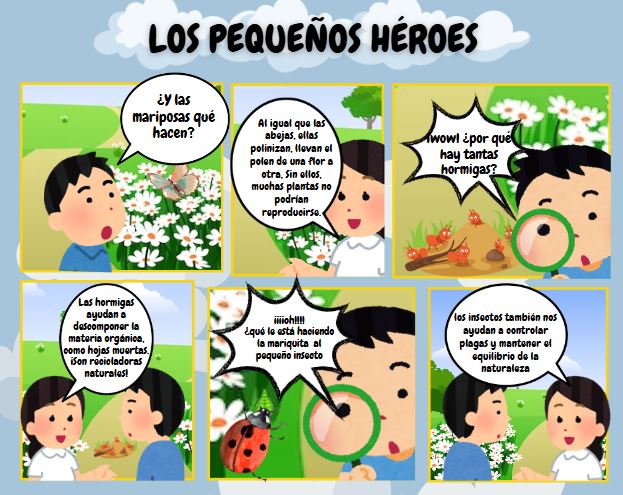 LOS PEQUEÑOS HÉROES
¿Y las
mariposas qué
hacen?
Al igual que las
abejas, ellas
polinizan, llevan el
polen de una flor a
otra, Sin ellos,
muchas plantas no
podrían
reproducirse.
¡wow! ¿por qué
hay tantas
hormigas?
Las hormigas
ayudan a
descomponer la
materia orgánica,
como hojas muertas.
¡Son recicladoras
naturales!
¡¡¡¡oh!!!!
¿qué le está haciendo
la mariquita al
pequeño insecto
los insectos también nos
ayudan a controlar
plagas y mantener el
equilibrio de la
naturaleza